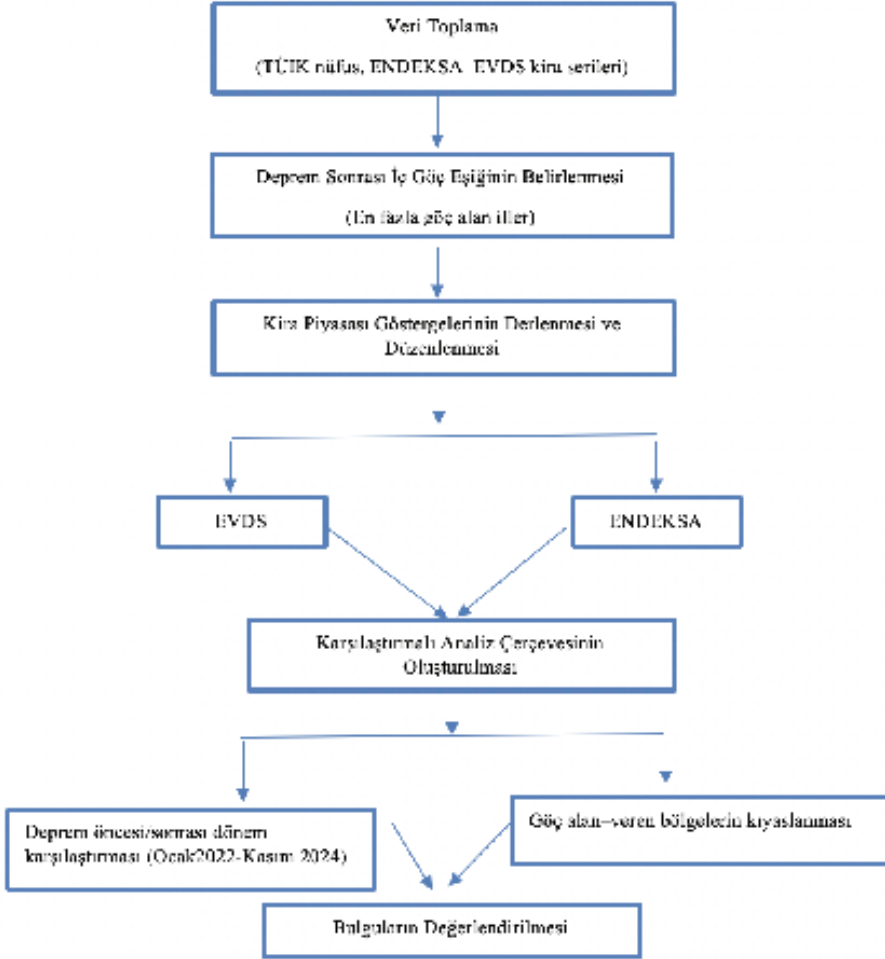 Veri Toplama
(TÜİK nüfus, ENDEKSA EVDS kira serileri)
Deprem Sonrası İç Göç Eşiğinin Belirlenmesi
(En fazla göç alan iller)
Kira Piyasası Göstergelerinin Derlenmesi ve
Düzenlenmesi
EVDS
ENDEKSA
Karşılaştırmalı Analiz Çerçevesinin
Oluşturulması
Deprem öncesi/sonrası dönem
karşılaştırması (Ocak2022-Kasım 2024)
Göç alan–veren bölgelerin kıyaslanması
Bulguların Değerlendirilmesi